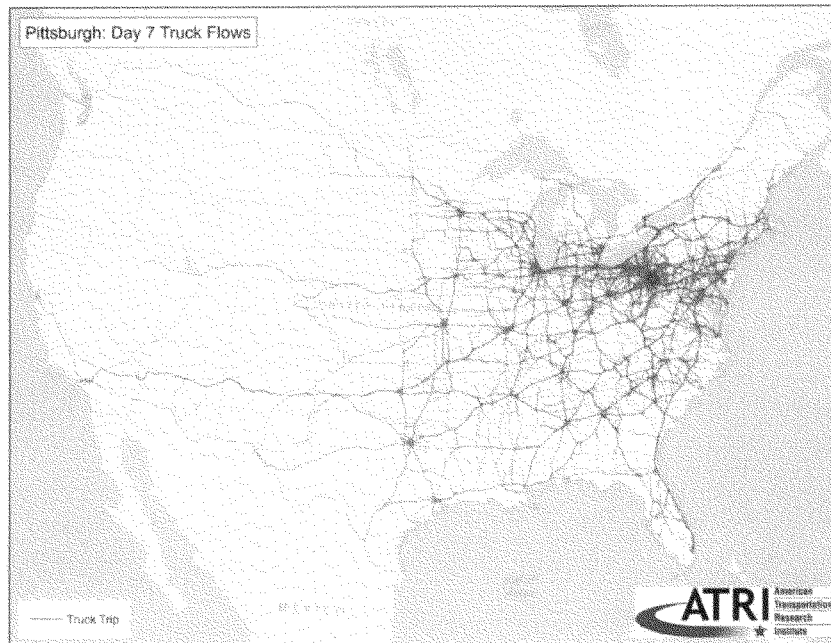 Pittsburgh: Day 7 Truck Flows
Truck Trip
ATRI
American
Transportation
Research
Institute